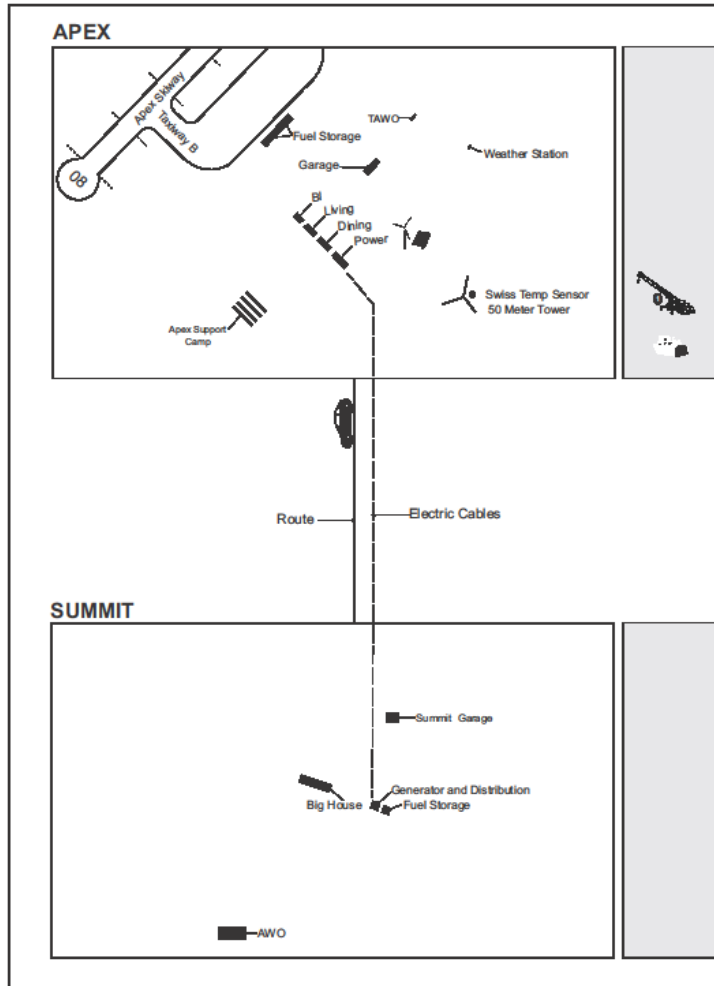 APEX
Apex Skiway
Taxiway B
08
TAWO
Fuel Storage
Weather Station
Garage
BI
Living
Dining
Power
Swiss Temp Sensor
50 Meter Tower
Apex Support
Camp
Route
Electric Cables
SUMMIT
Summit Garage
Generator and Distribution
Big House
Fuel Storage
AWO